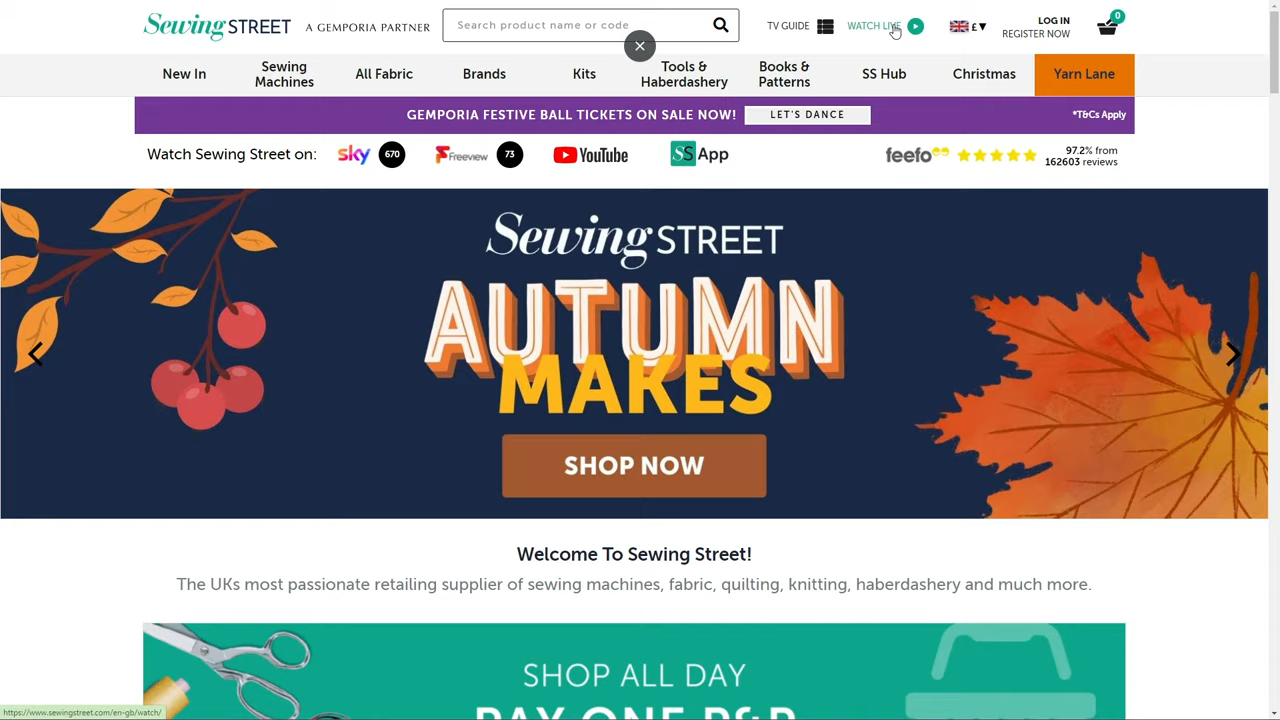 Sewing STREET
A GEMPORIA PARTNER
Search product name or code
TV GUIDE
WATCH LIVE
£
LOG IN
REGISTER NOW
0
New In
Sewing Machines
All Fabric
Brands
Kits
Tools & Haberdashery
Books & Patterns
SS Hub
Christmas
Yarn Lane
GEMPORIA FESTIVE BALL TICKETS ON SALE NOW!
LET'S DANCE
*T&Cs Apply
Watch Sewing Street on:
sky 670
Freeview 73
YouTube
SS App
feefo
97.2% from
162603 reviews
Sewing STREET
AUTUMN
MAKES
SHOP NOW
Welcome To Sewing Street!
The UKs most passionate retailing supplier of sewing machines, fabric, quilting, knitting, haberdashery and much more.
SHOP ALL DAY
PAY ONE P&P
https://www.sewingstreet.com/en-gb/watch/